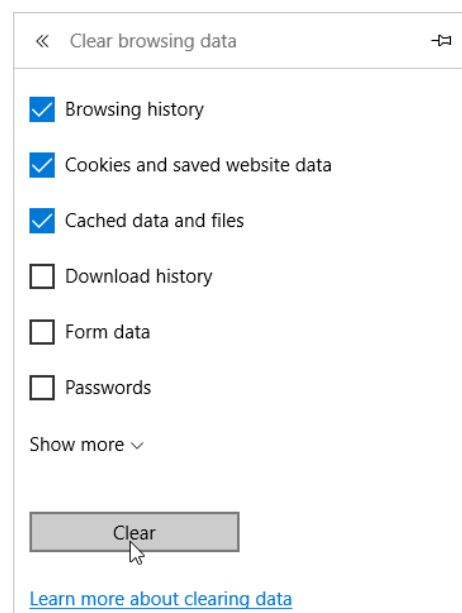 Clear browsing data
Browsing history
Cookies and saved website data
Cached data and files
Download history
Form data
Passwords
Show more
Clear
Learn more about clearing data